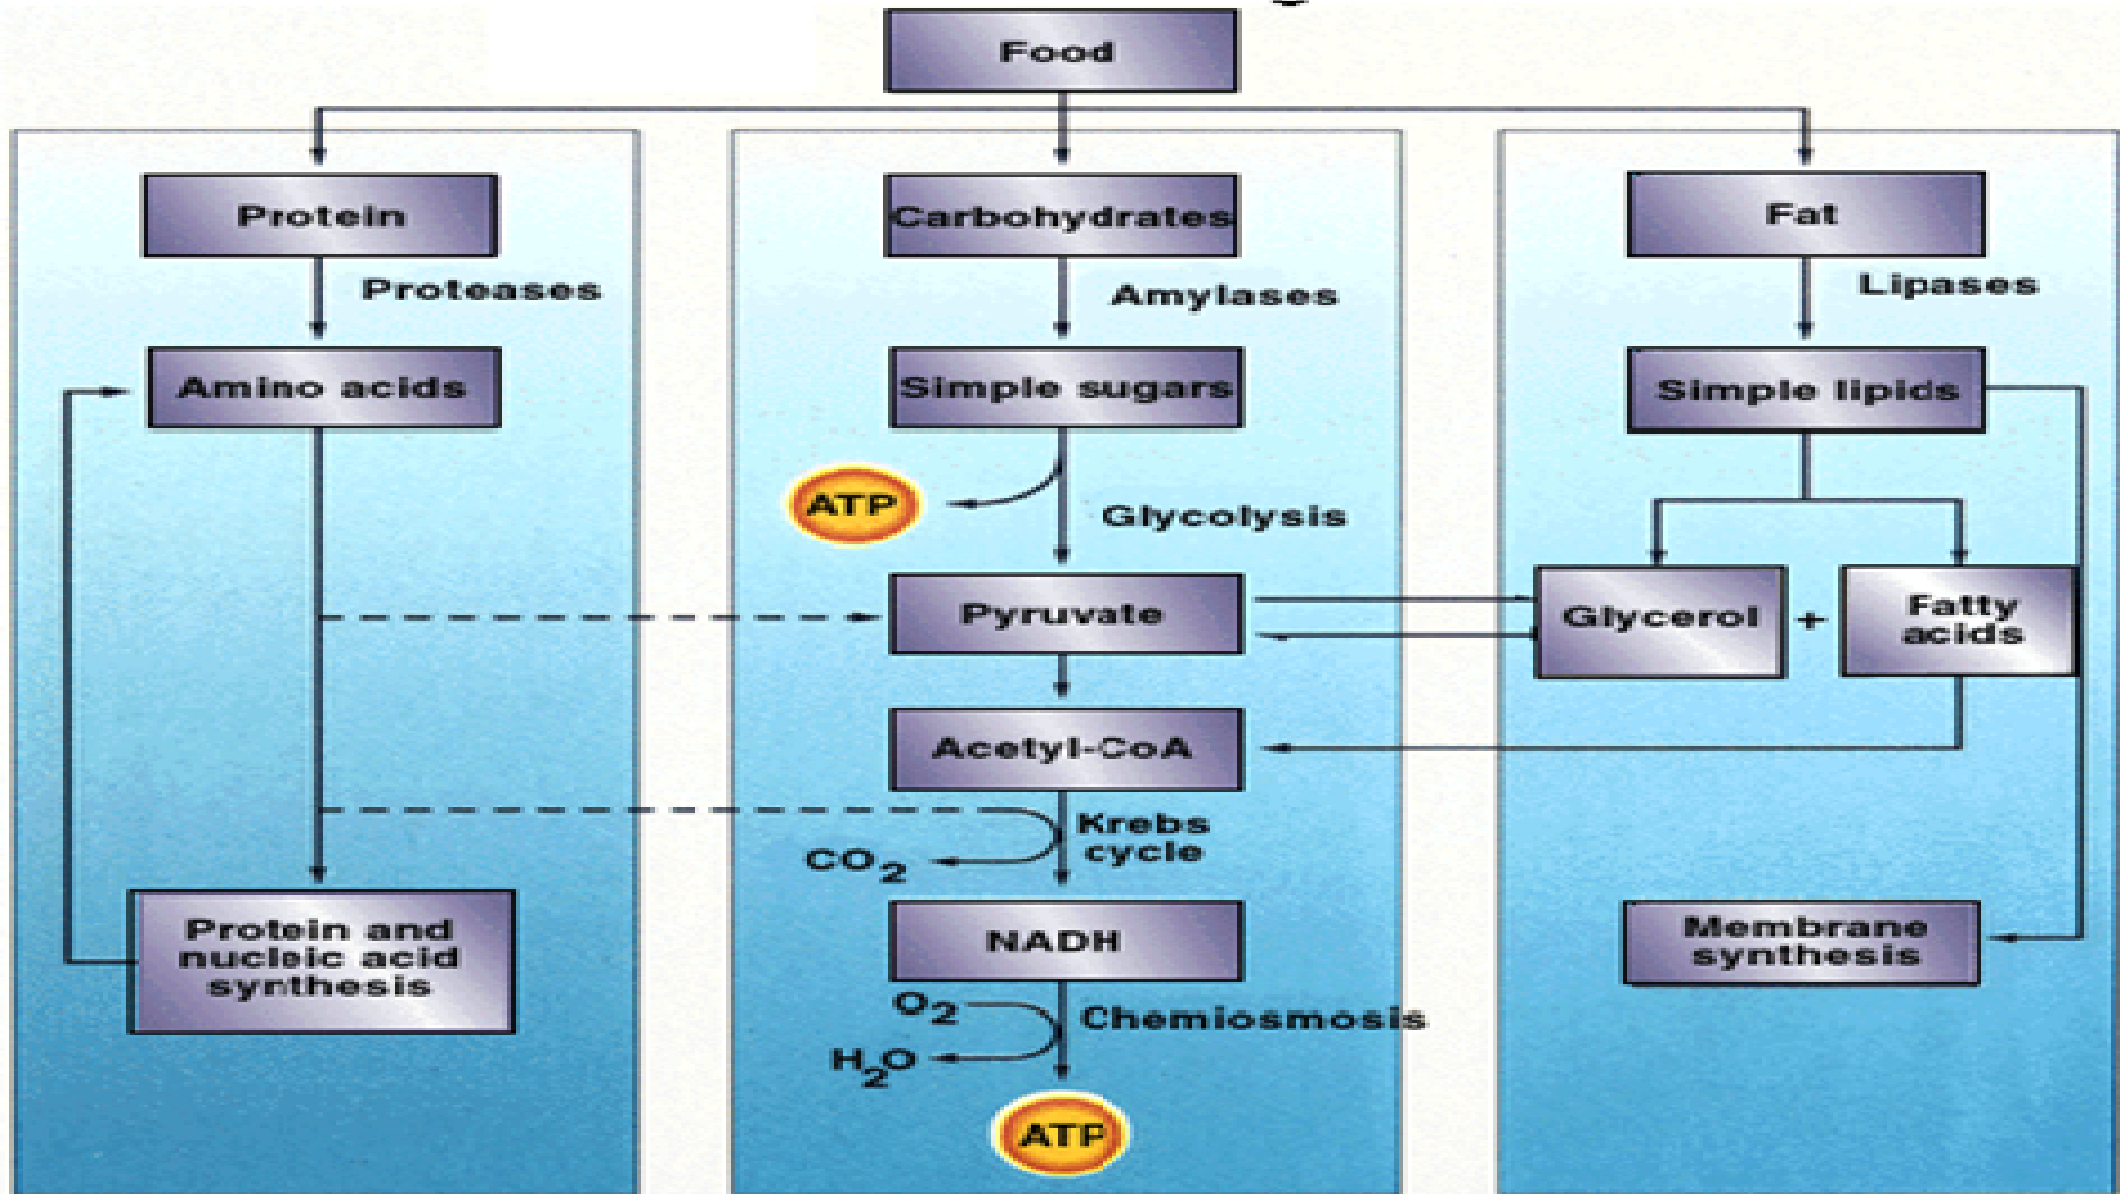 Food
Protein
Carbohydrates
Fat
Proteases
Amylases
Lipases
Amino acids
Simple sugars
Simple lipids
ATP
Glycolysis
Pyruvate
Glycerol
+
Fatty
acids
Acetyl-CoA
Krebs
cycle
CO2
Protein and
nucleic acid
synthesis
NADH
Membrane
synthesis
O2
Chemiosmosis
H2O
ATP